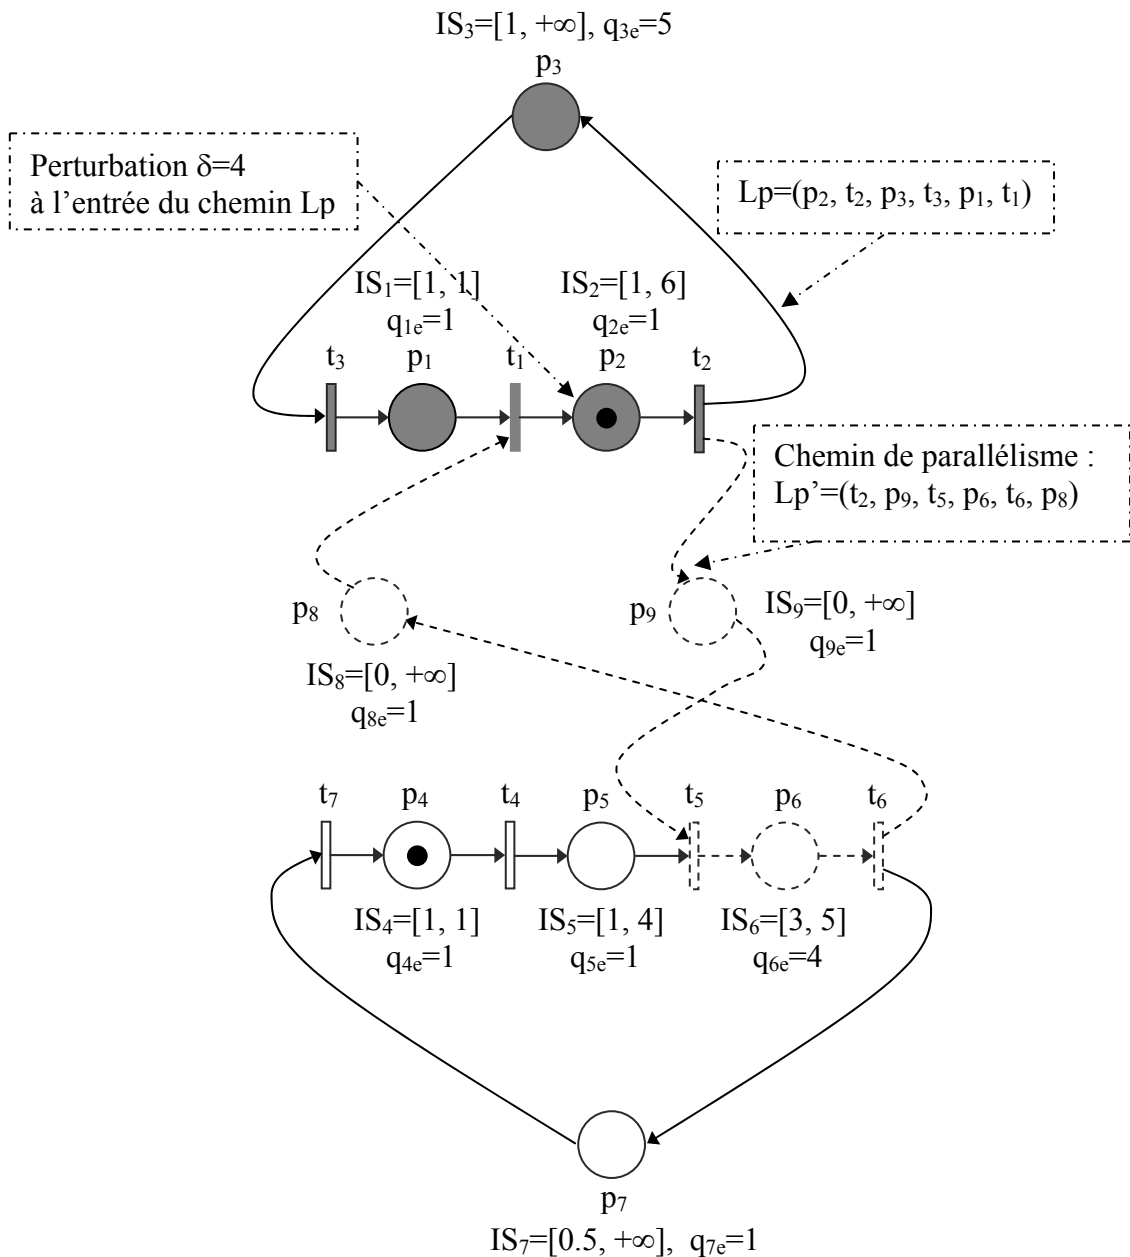 IS₃=[1, +∞], q₃ₑ=5
p₃
Perturbation δ=4
à l’entrée du chemin Lp
Lp=(p₂, t₂, p₃, t₃, p₁, t₁)
IS₁=[1, 1]
q₁ₑ=1
IS₂=[1, 6]
q₂ₑ=1
t₃
p₁
t₁
p₂
t₂
Chemin de parallélisme :
Lp’=(t₂, p₉, t₅, p₆, t₆, p₈)
p₈
IS₈=[0, +∞]
q₈ₑ=1
p₉
IS₉=[0, +∞]
q₉ₑ=1
t₇
p₄
t₄
p₅
t₅
p₆
t₆
IS₄=[1, 1]
q₄ₑ=1
IS₅=[1, 4]
q₅ₑ=1
IS₆=[3, 5]
q₆ₑ=4
p₇
IS₇=[0.5, +∞], q₇ₑ=1